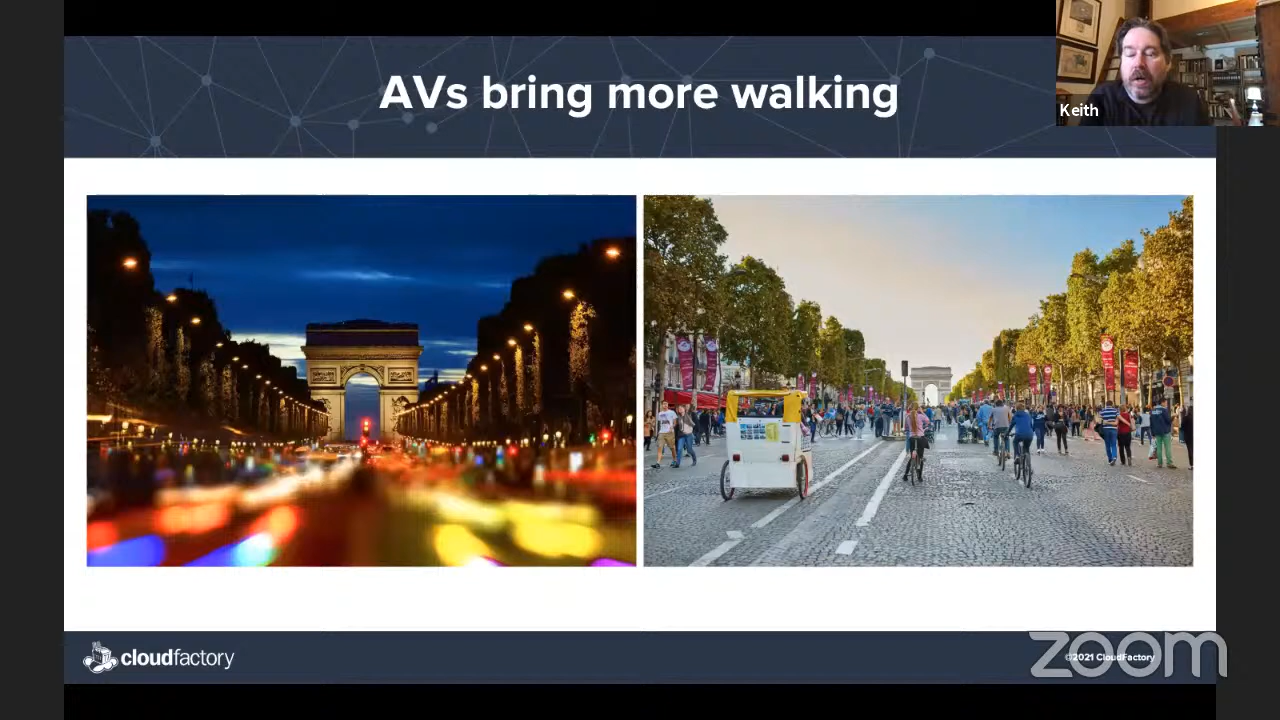 AVs bring more walking
Keith
cloudfactory
©2021 CloudFactory
zoom